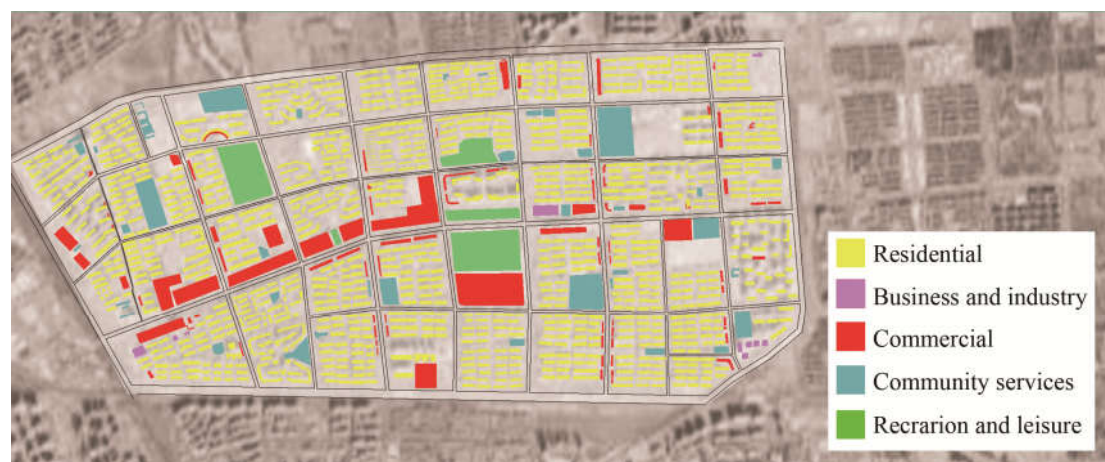 Residential
Business and industry
Commercial
Community services
Recrarion and leisure